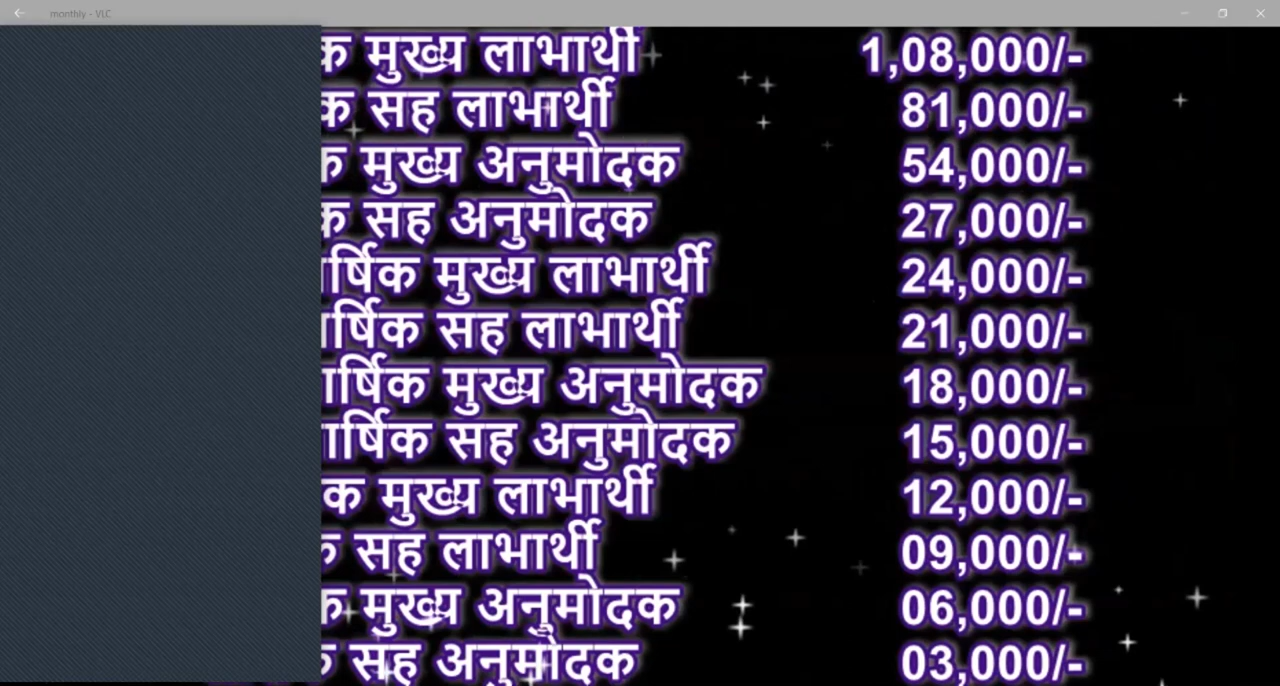 monthly - VLC
मुख्य लाभार्थी 1,08,000/-
सह लाभार्थी 81,000/-
मुख्य अनुमोदक 54,000/-
सह अनुमोदक 27,000/-
र्षिक मुख्य लाभार्थी 24,000/-
र्षिक सह लाभार्थी 21,000/-
र्षिक मुख्य अनुमोदक 18,000/-
र्षिक सह अनुमोदक 15,000/-
क मुख्य लाभार्थी 12,000/-
सह लाभार्थी 09,000/-
मुख्य अनुमोदक 06,000/-
सह अनुमोदक 03,000/-